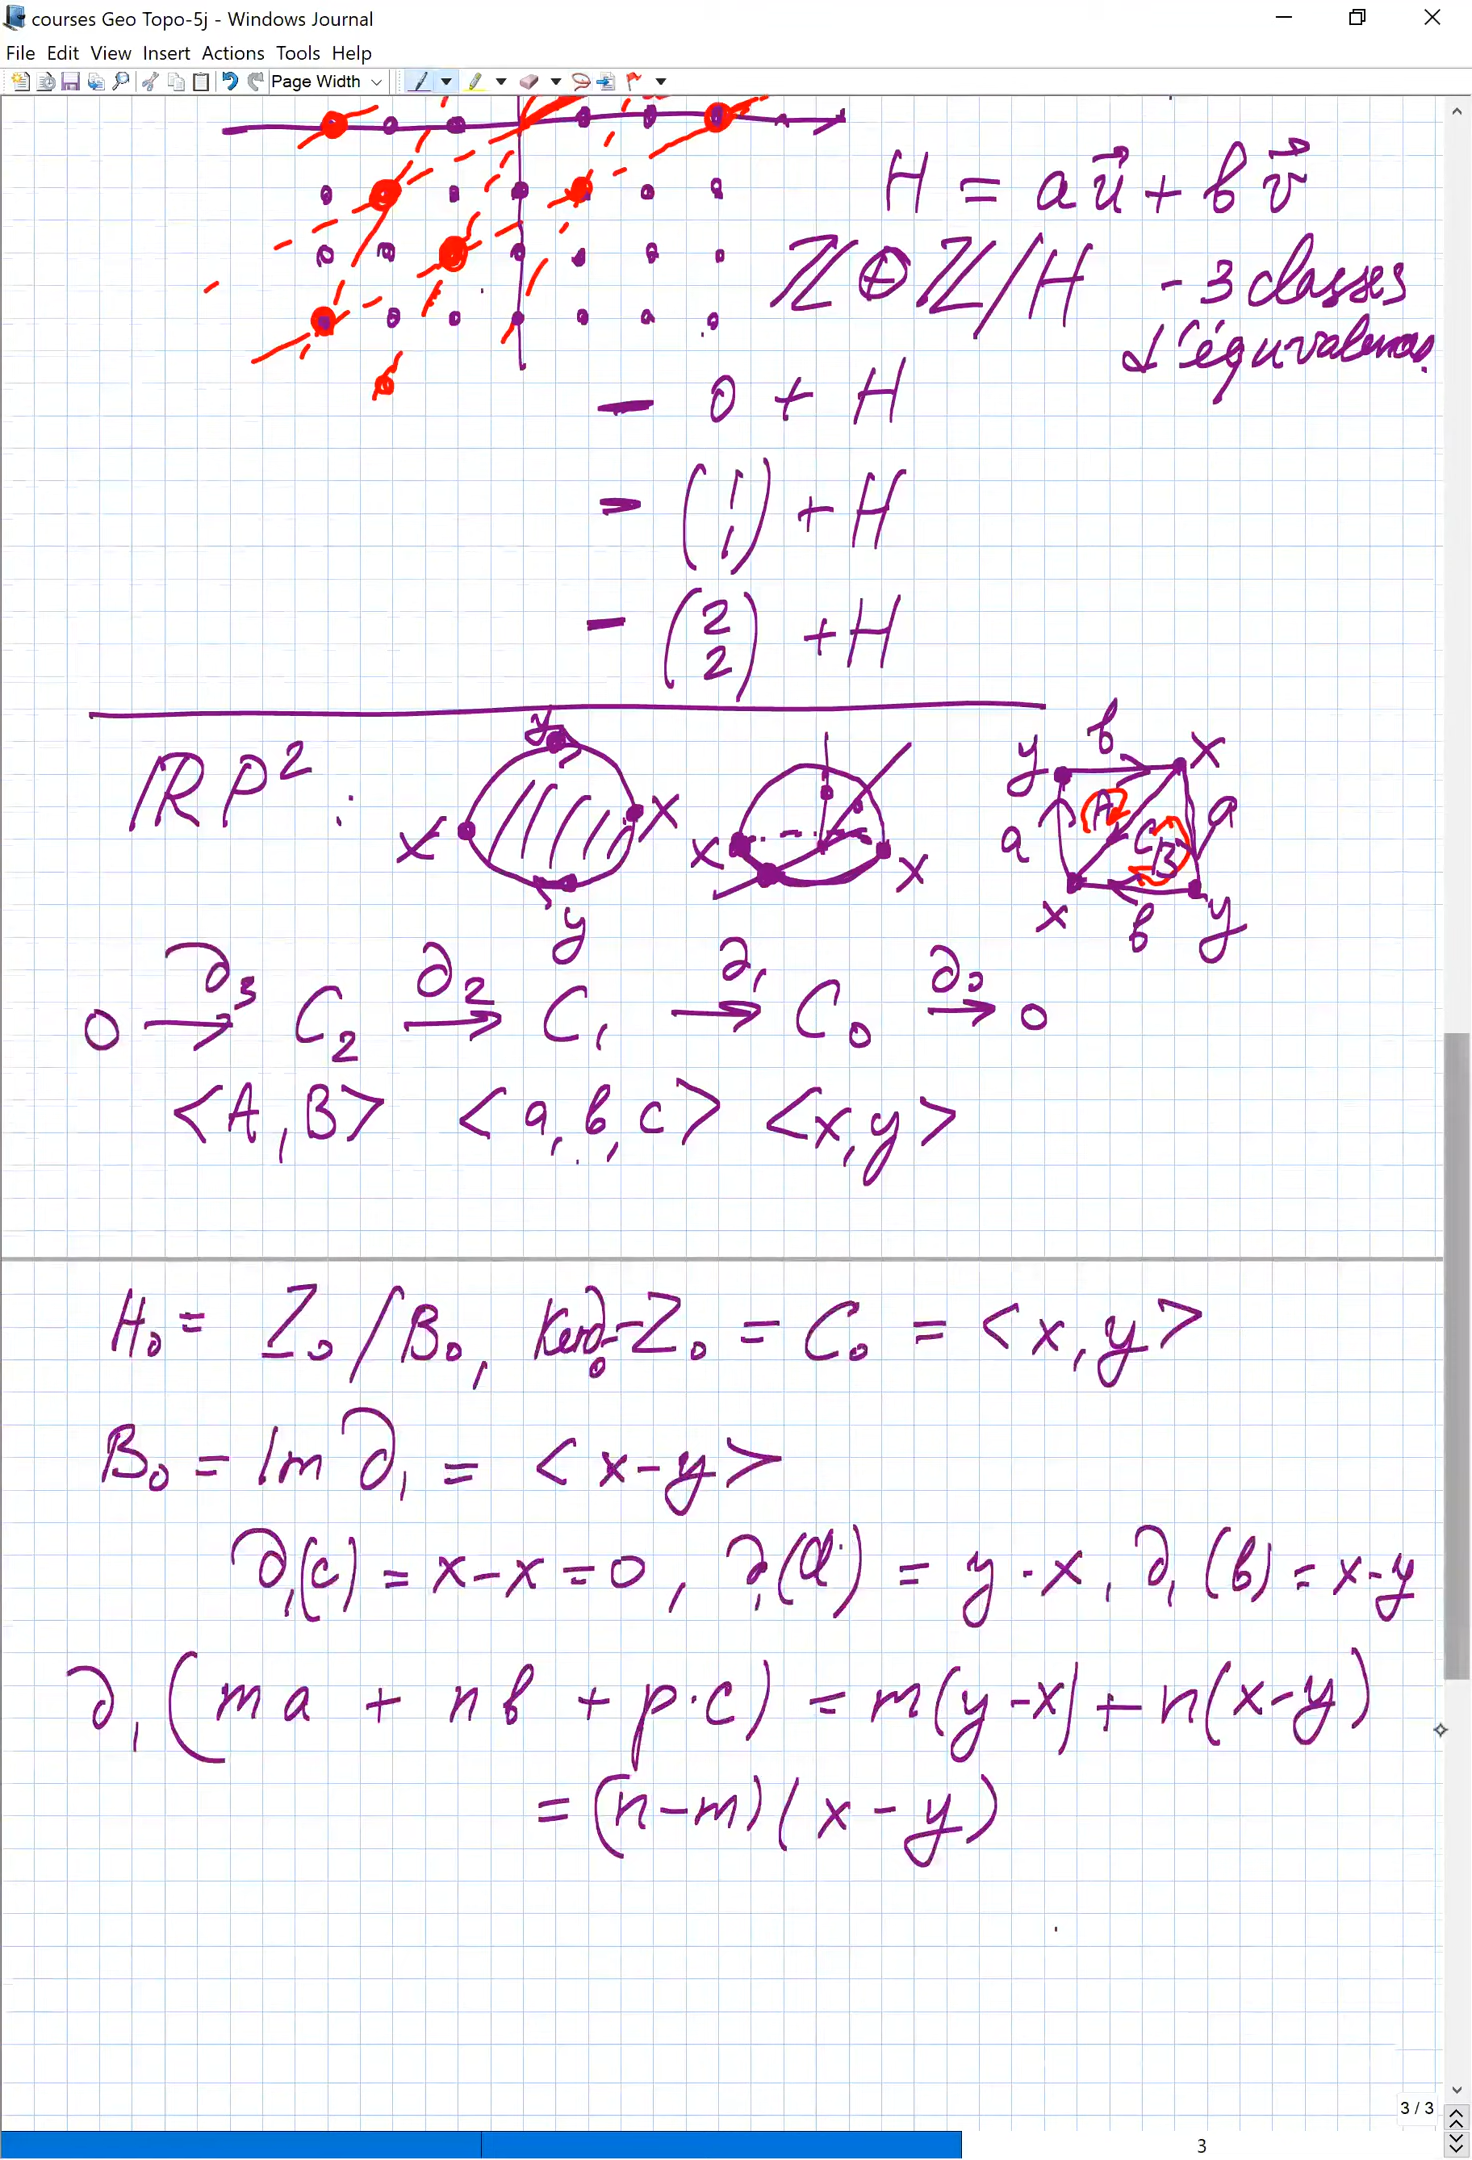 courses Geo Topo-5j - Windows Journal
File Edit View Insert Actions Tools Help
Page Width
H = a u⃗ + b v⃗
ℤ ⊕ ℤ/H - 3 classes
d'équivalences.
- 0 + H
- (1 1) + H
- (2 2) + H
ℝP² :
y
x
x
y
x
x
y b x
a A C B a
x b y
0 →∂₃ C₂ →∂₂ C₁ →∂₁ C₀ →∂₀ 0
<A, B> <a, b, c> <x, y>
H₀ = Z₀/B₀, Ker∂₀=Z₀ = C₀ = <x, y>
B₀ = Im ∂₁ = <x-y>
∂₁(c) = x-x=0, ∂₁(a) = y-x, ∂₁(b) = x-y
∂₁(ma + nb + p·c) = m(y-x)+n(x-y)
= (n-m)(x-y)
3 / 3
3